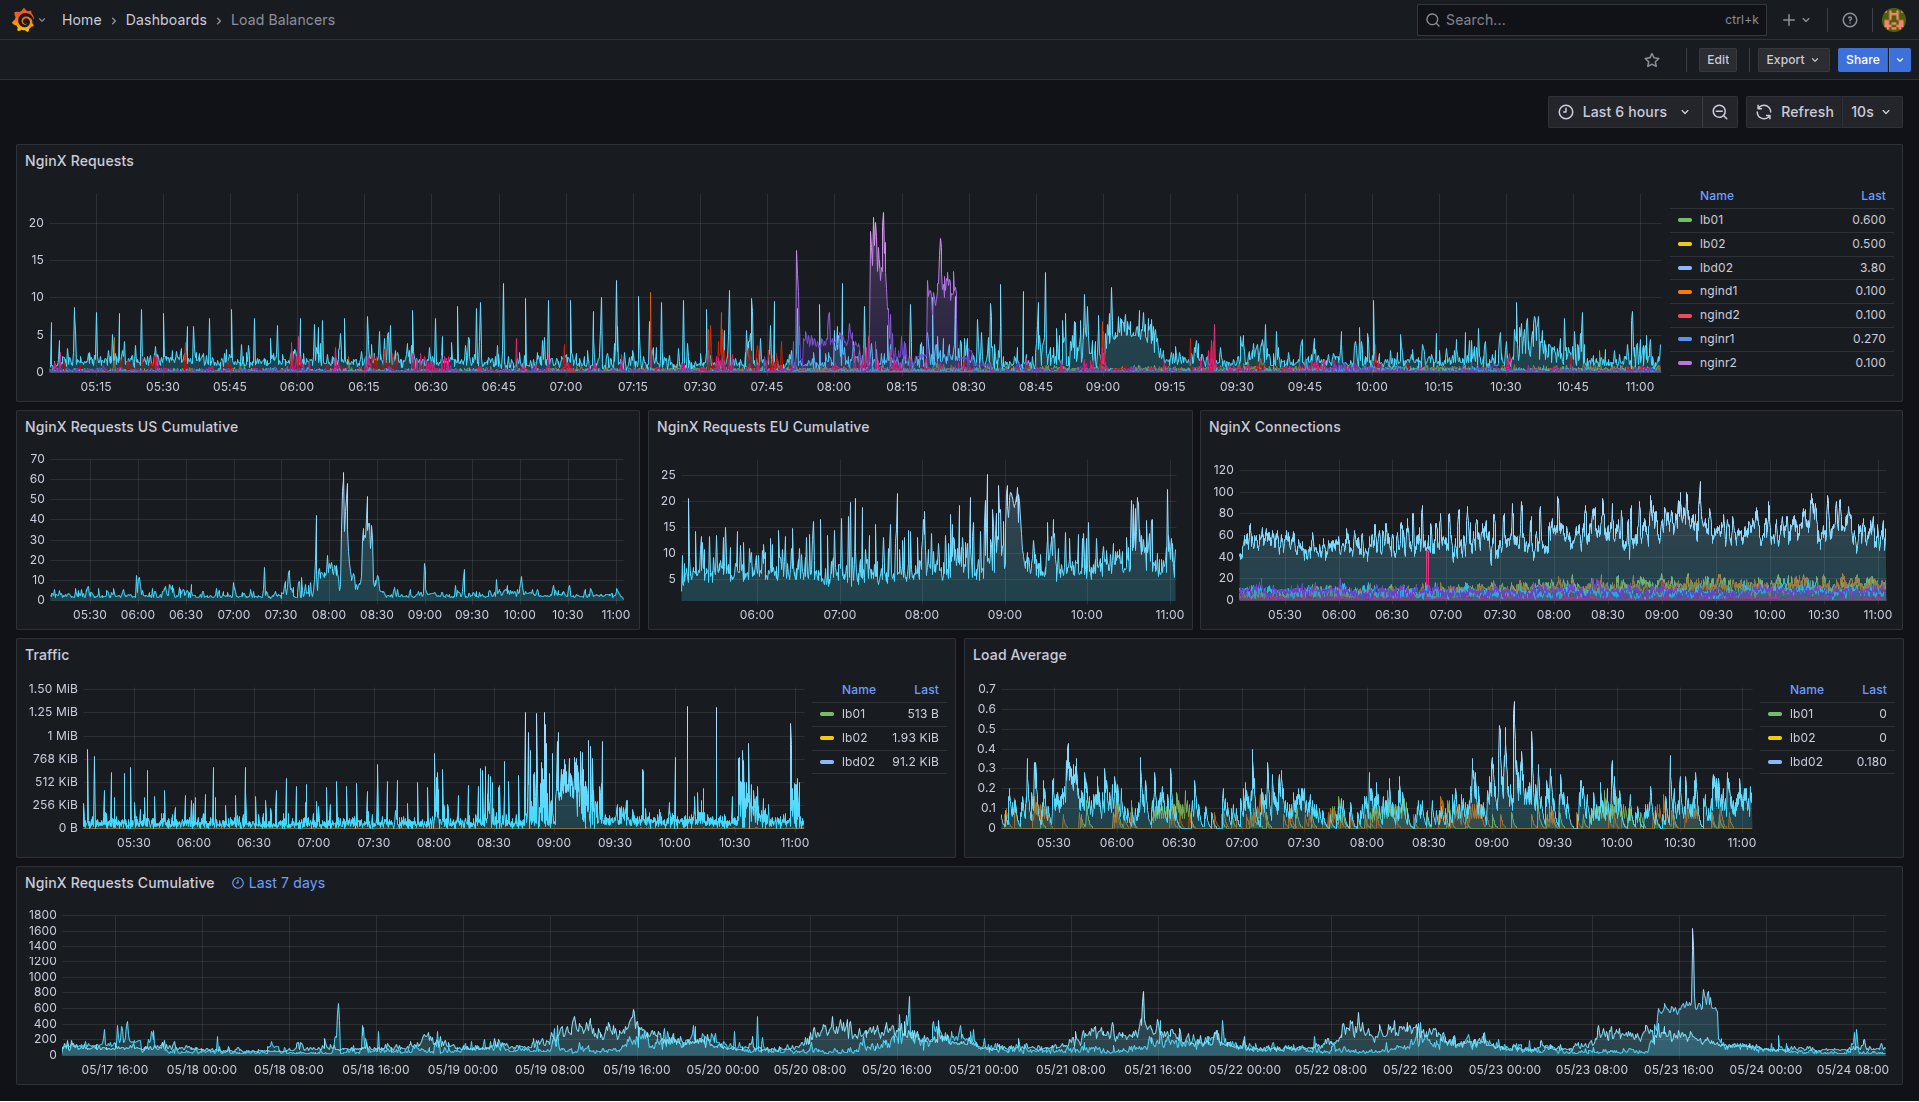 Home › Dashboards › Load Balancers
Search... ctrl+k
Edit Export Share
Last 6 hours Refresh 10s
NginX Requests
20
15
10
5
0
05:15 05:30 05:45 06:00 06:15 06:30 06:45 07:00 07:15 07:30 07:45 08:00 08:15 08:30 08:45 09:00 09:15 09:30 09:45 10:00 10:15 10:30 10:45 11:00
Name Last
lb01 0.600
lb02 0.500
lbd02 3.80
ngind1 0.100
ngind2 0.100
nginr1 0.270
nginr2 0.100
NginX Requests US Cumulative
70
60
50
40
30
20
10
0
05:30 06:00 06:30 07:00 07:30 08:00 08:30 09:00 09:30 10:00 10:30 11:00
NginX Requests EU Cumulative
25
20
15
10
5
06:00 07:00 08:00 09:00 10:00 11:00
NginX Connections
120
100
80
60
40
20
0
05:30 06:00 06:30 07:00 07:30 08:00 08:30 09:00 09:30 10:00 10:30 11:00
Traffic
1.50 MiB
1.25 MiB
1 MiB
768 KiB
512 KiB
256 KiB
0 B
05:30 06:00 06:30 07:00 07:30 08:00 08:30 09:00 09:30 10:00 10:30 11:00
Name Last
lb01 513 B
lb02 1.93 KiB
lbd02 91.2 KiB
Load Average
0.7
0.6
0.5
0.4
0.3
0.2
0.1
0
05:30 06:00 06:30 07:00 07:30 08:00 08:30 09:00 09:30 10:00 10:30 11:00
Name Last
lb01 0
lb02 0
lbd02 0.180
NginX Requests Cumulative Last 7 days
1800
1600
1400
1200
1000
800
600
400
200
0
05/17 16:00 05/18 00:00 05/18 08:00 05/18 16:00 05/19 00:00 05/19 08:00 05/19 16:00 05/20 00:00 05/20 08:00 05/20 16:00 05/21 00:00 05/21 08:00 05/21 16:00 05/22 00:00 05/22 08:00 05/22 16:00 05/23 00:00 05/23 08:00 05/23 16:00 05/24 00:00 05/24 08:00